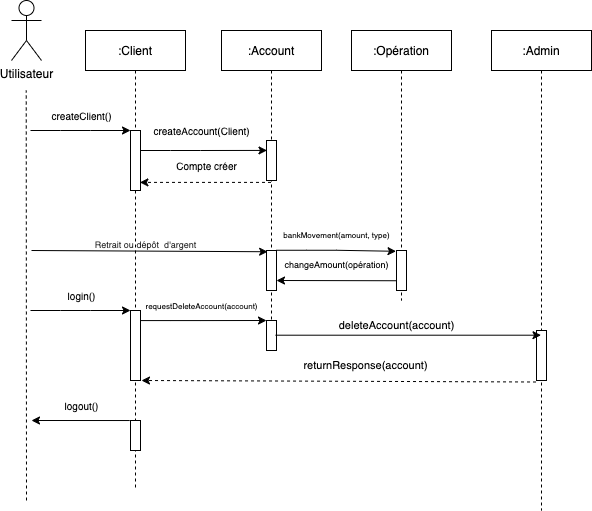 :Client
:Account
:Opération
:Admin
Utilisateur
createClient()
createAccount(Client)
Compte créer
bankMovement(amount, type)
Retrait ou dépôt d'argent
changeAmount(opération)
login()
requestDeleteAccount(account)
deleteAccount(account)
returnResponse(account)
logout()